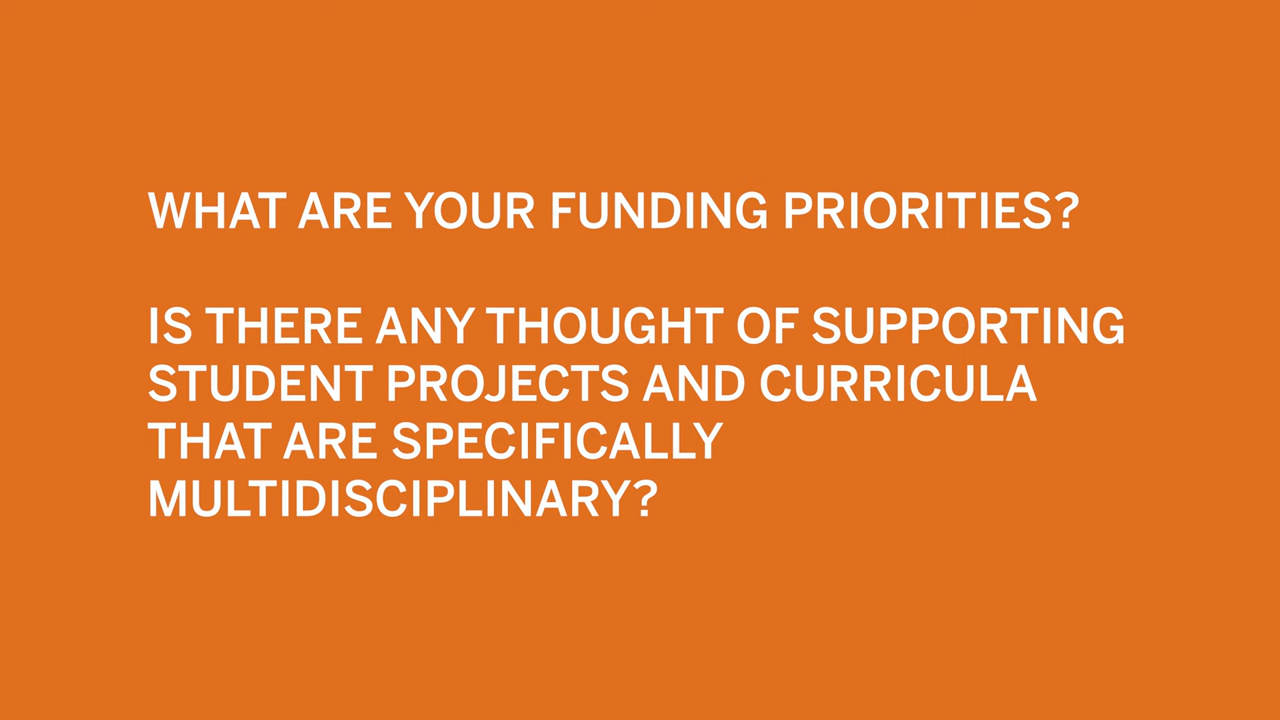 WHAT ARE YOUR FUNDING PRIORITIES?
IS THERE ANY THOUGHT OF SUPPORTING
STUDENT PROJECTS AND CURRICULA
THAT ARE SPECIFICALLY
MULTIDISCIPLINARY?